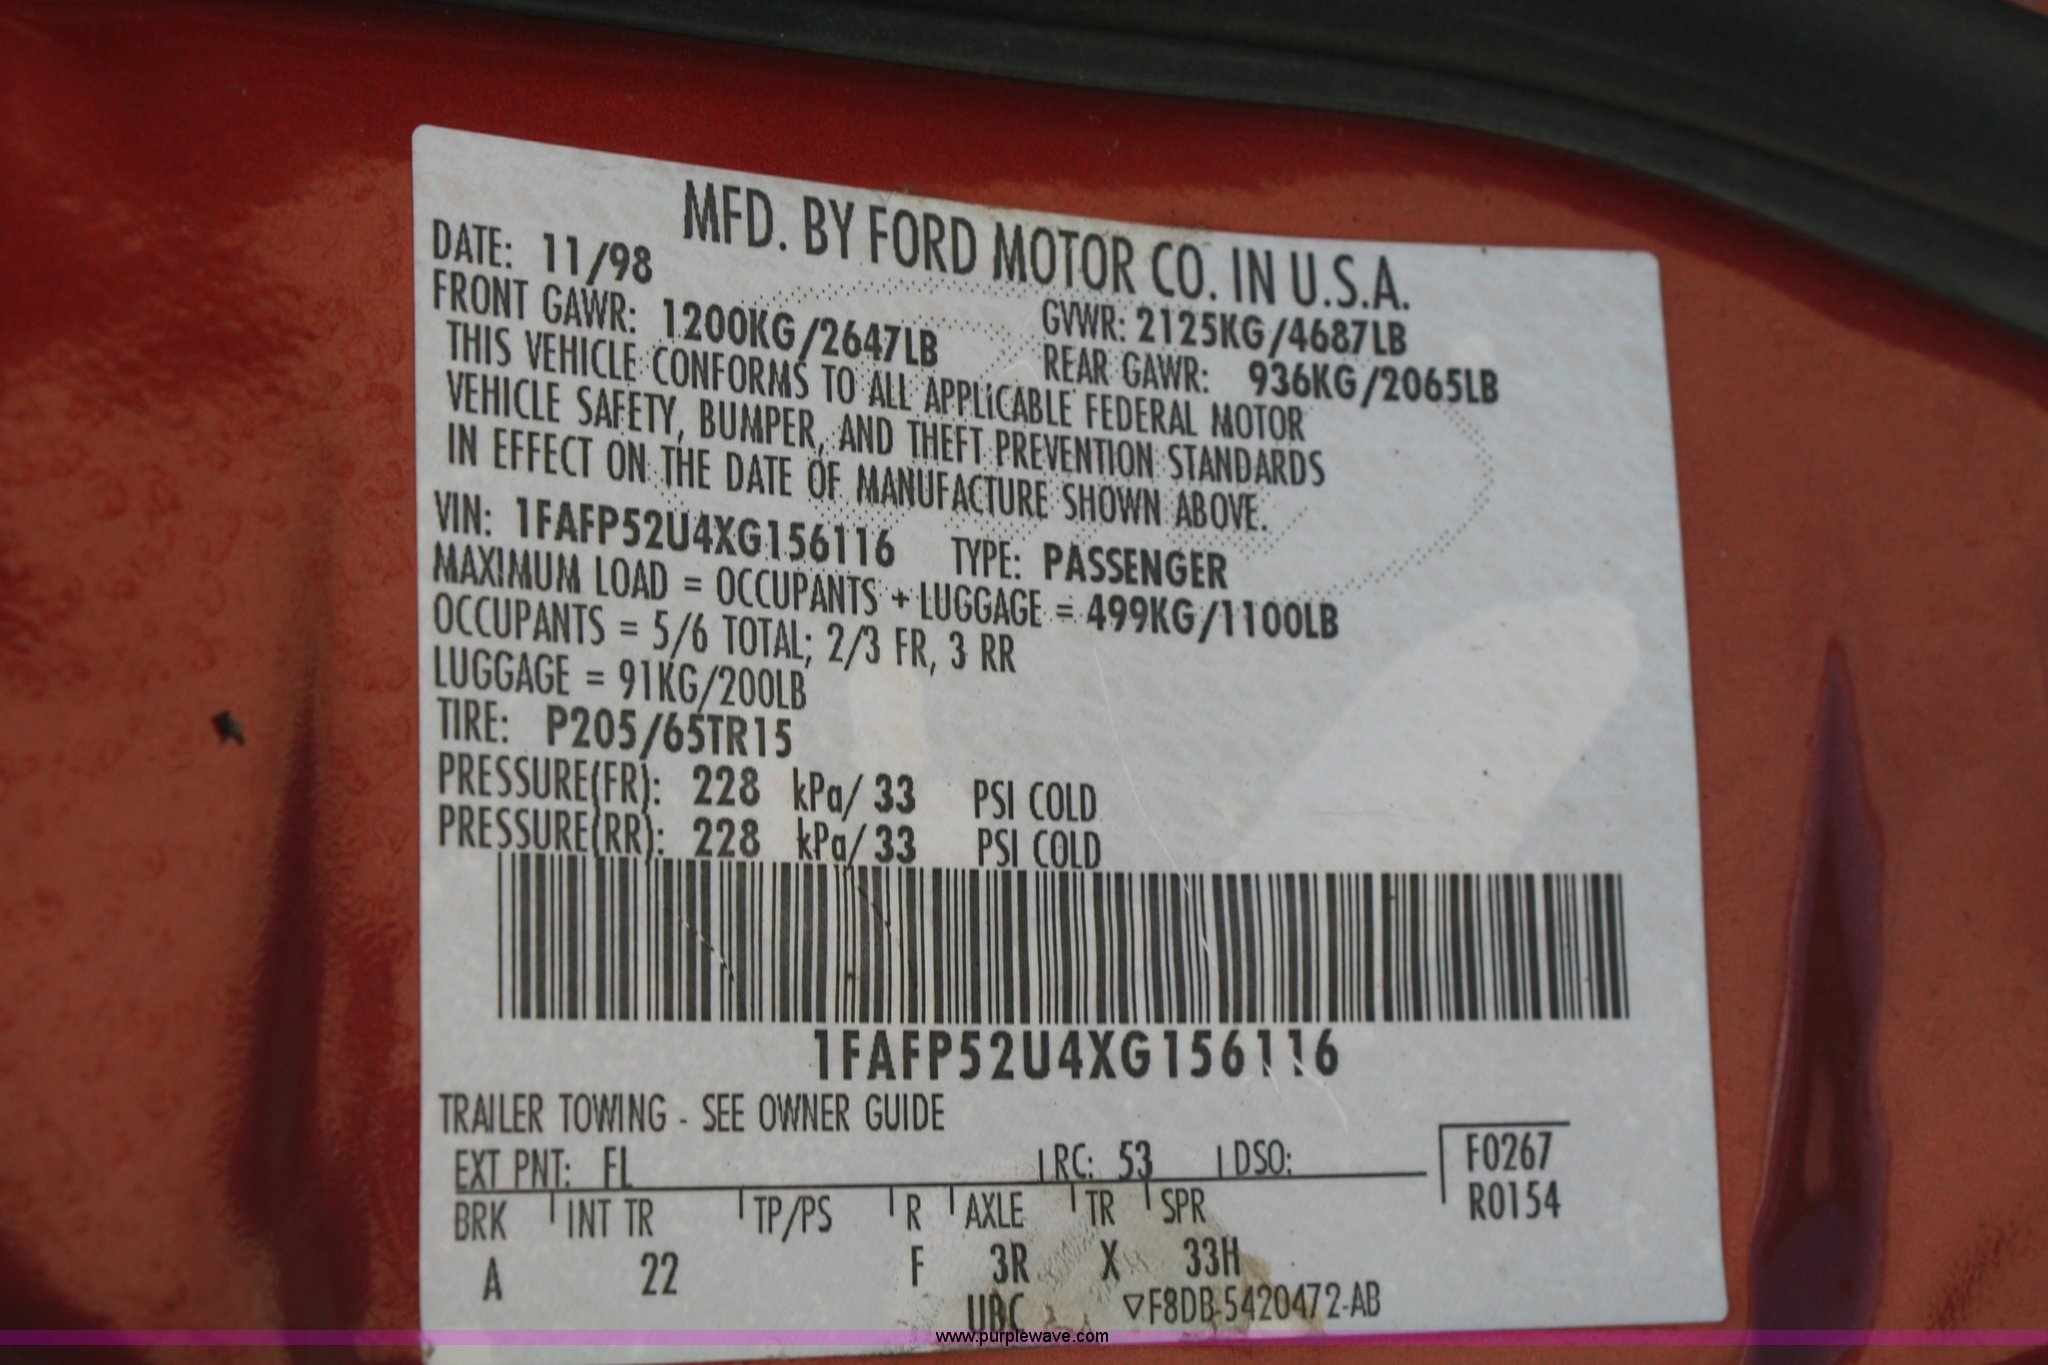 MFD. BY FORD MOTOR CO. IN U.S.A.
DATE: 11/98 GVWR: 2125KG/4687LB
FRONT GAWR: 1200KG/2647LB REAR GAWR: 936KG/2065LB
THIS VEHICLE CONFORMS TO ALL APPLICABLE FEDERAL MOTOR
VEHICLE SAFETY, BUMPER, AND THEFT PREVENTION STANDARDS
IN EFFECT ON THE DATE OF MANUFACTURE SHOWN ABOVE.
VIN: 1FAFP52U4XG156116 TYPE: PASSENGER
MAXIMUM LOAD = OCCUPANTS + LUGGAGE = 499KG/1100LB
OCCUPANTS = 5/6 TOTAL; 2/3 FR, 3 RR
LUGGAGE = 91KG/200LB
TIRE: P205/65TR15
PRESSURE(FR): 228 kPa/ 33 PSI COLD
PRESSURE(RR): 228 kPa/ 33 PSI COLD
1FAFP52U4XG156116
TRAILER TOWING - SEE OWNER GUIDE
EXT PNT: FL RC: 53 DSO: F0267
BRK INT TR TP/PS R AXLE TR SPR R0154
A 22 F 3R X 33H
UBC ▽F8DB-5420472-AB
www.purplewave.com